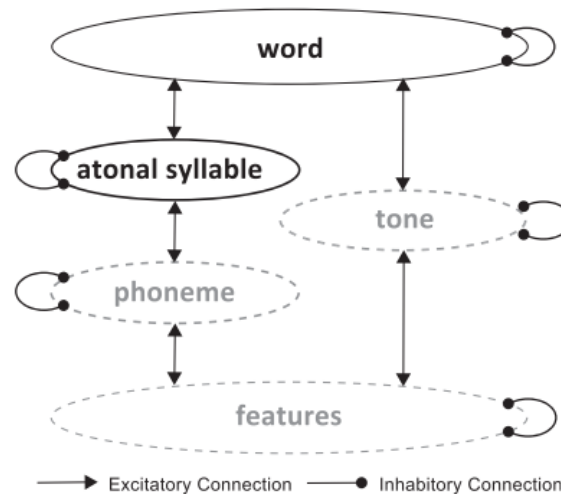 word
atonal syllable
tone
phoneme
features
Excitatory Connection
Inhabitory Connection